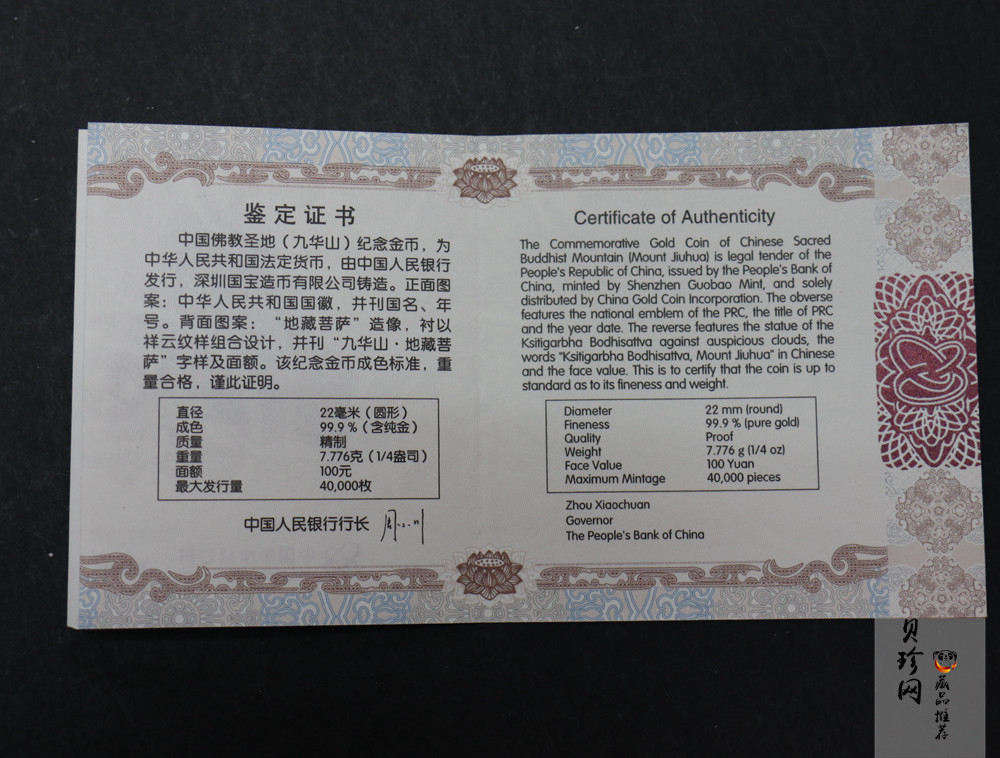 鉴定证书
中国佛教圣地（九华山）纪念金币，为
中华人民共和国法定货币，由中国人民银行
发行，深圳国宝造币有限公司铸造。正面图
案：中华人民共和国国徽，并刊国名、年
号。背面图案：“地藏菩萨”造像，衬以
祥云纹样组合设计，并刊“九华山·地藏菩
萨”字样及面额。该纪念金币成色标准，重
量合格，谨此证明。
直径 22毫米（圆形）
成色 99.9％（含纯金）
质量 精制
重量 7.776克（1/4盎司）
面额 100元
最大发行量 40,000枚
中国人民银行行长
Certificate of Authenticity
The Commemorative Gold Coin of Chinese Sacred
Buddhist Mountain (Mount Jiuhua) is legal tender of the
People's Republic of China, issued by the People's Bank of
China, minted by Shenzhen Guobao Mint, and solely
distributed by China Gold Coin Incorporation. The obverse
features the national emblem of the PRC, the title of PRC
and the year date. The reverse features the statue of the
Ksitigarbha Bodhisattva against auspicious clouds, the
words "Ksitigarbha Bodhisattva, Mount Jiuhua" in Chinese
and the face value. This is to certify that the coin is up to
standard as to its fineness and weight.
Diameter 22 mm (round)
Fineness 99.9 % (pure gold)
Quality Proof
Weight 7.776 g (1/4 oz)
Face Value 100 Yuan
Maximum Mintage 40,000 pieces
Zhou Xiaochuan
Governor
The People's Bank of China
贝珍网
藏品推荐